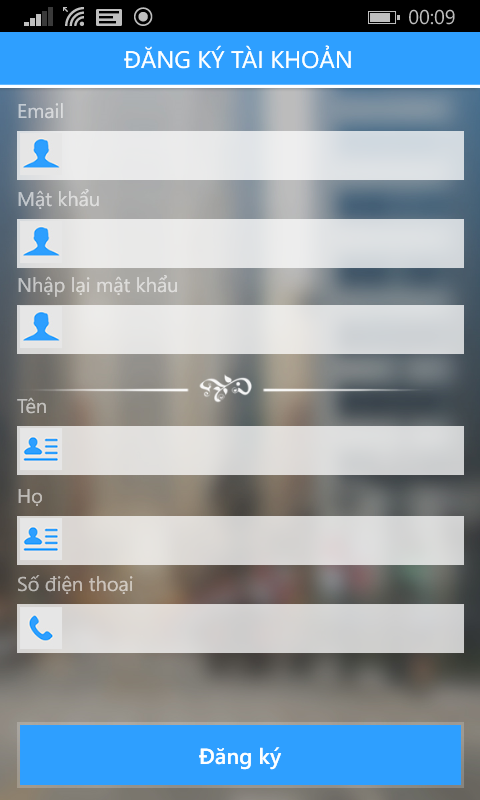 00:09
ĐĂNG KÝ TÀI KHOẢN
Email
Mật khẩu
Nhập lại mật khẩu
Tên
Họ
Số điện thoại
Đăng ký